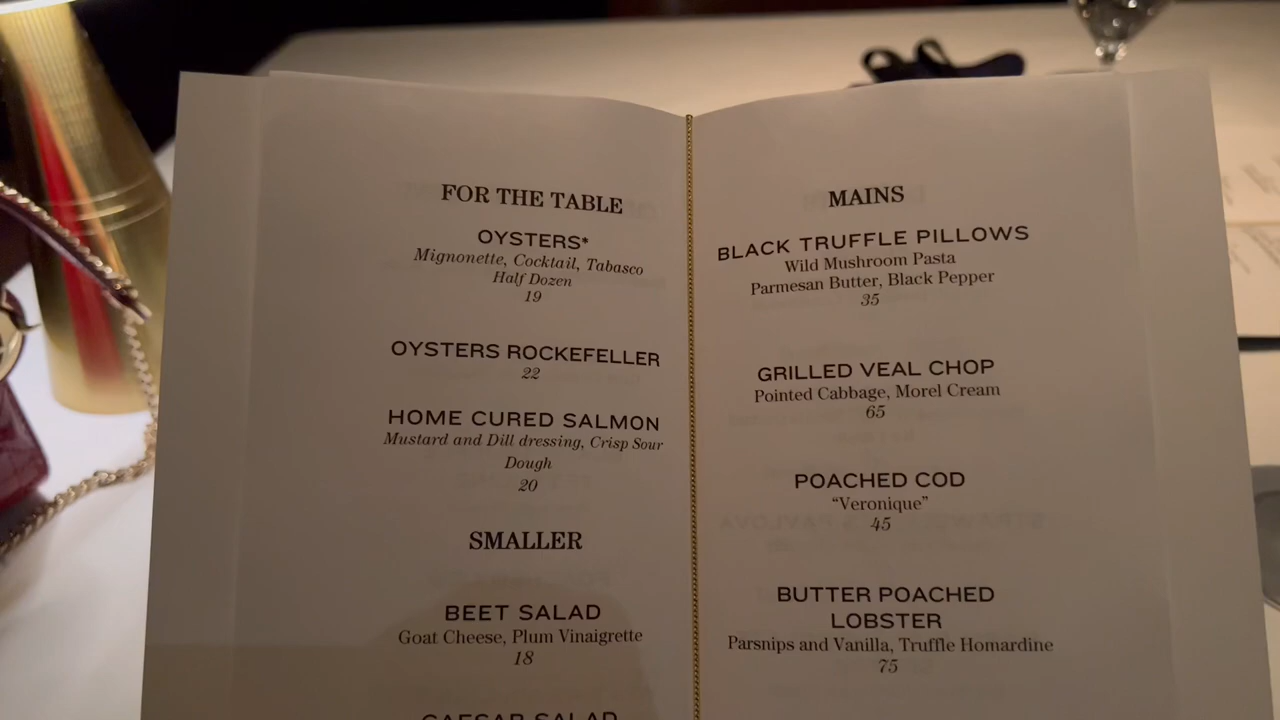 FOR THE TABLE
OYSTERS*
Mignonette, Cocktail, Tabasco
Half Dozen
19
OYSTERS ROCKEFELLER
22
HOME CURED SALMON
Mustard and Dill dressing, Crisp Sour
Dough
20
SMALLER
BEET SALAD
Goat Cheese, Plum Vinaigrette
18
CAESAR SALAD
MAINS
BLACK TRUFFLE PILLOWS
Wild Mushroom Pasta
Parmesan Butter, Black Pepper
35
GRILLED VEAL CHOP
Pointed Cabbage, Morel Cream
65
POACHED COD
“Veronique”
45
BUTTER POACHED
LOBSTER
Parsnips and Vanilla, Truffle Homardine
75